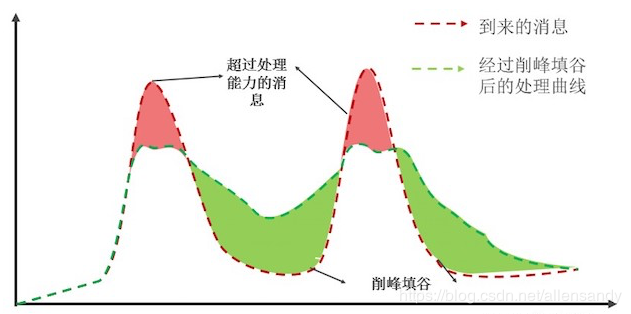 到来的消息
超过处理
能力的消
息
经过削峰填谷
后的处理曲线
削峰填谷
https://blog.csdn.net/allensandy